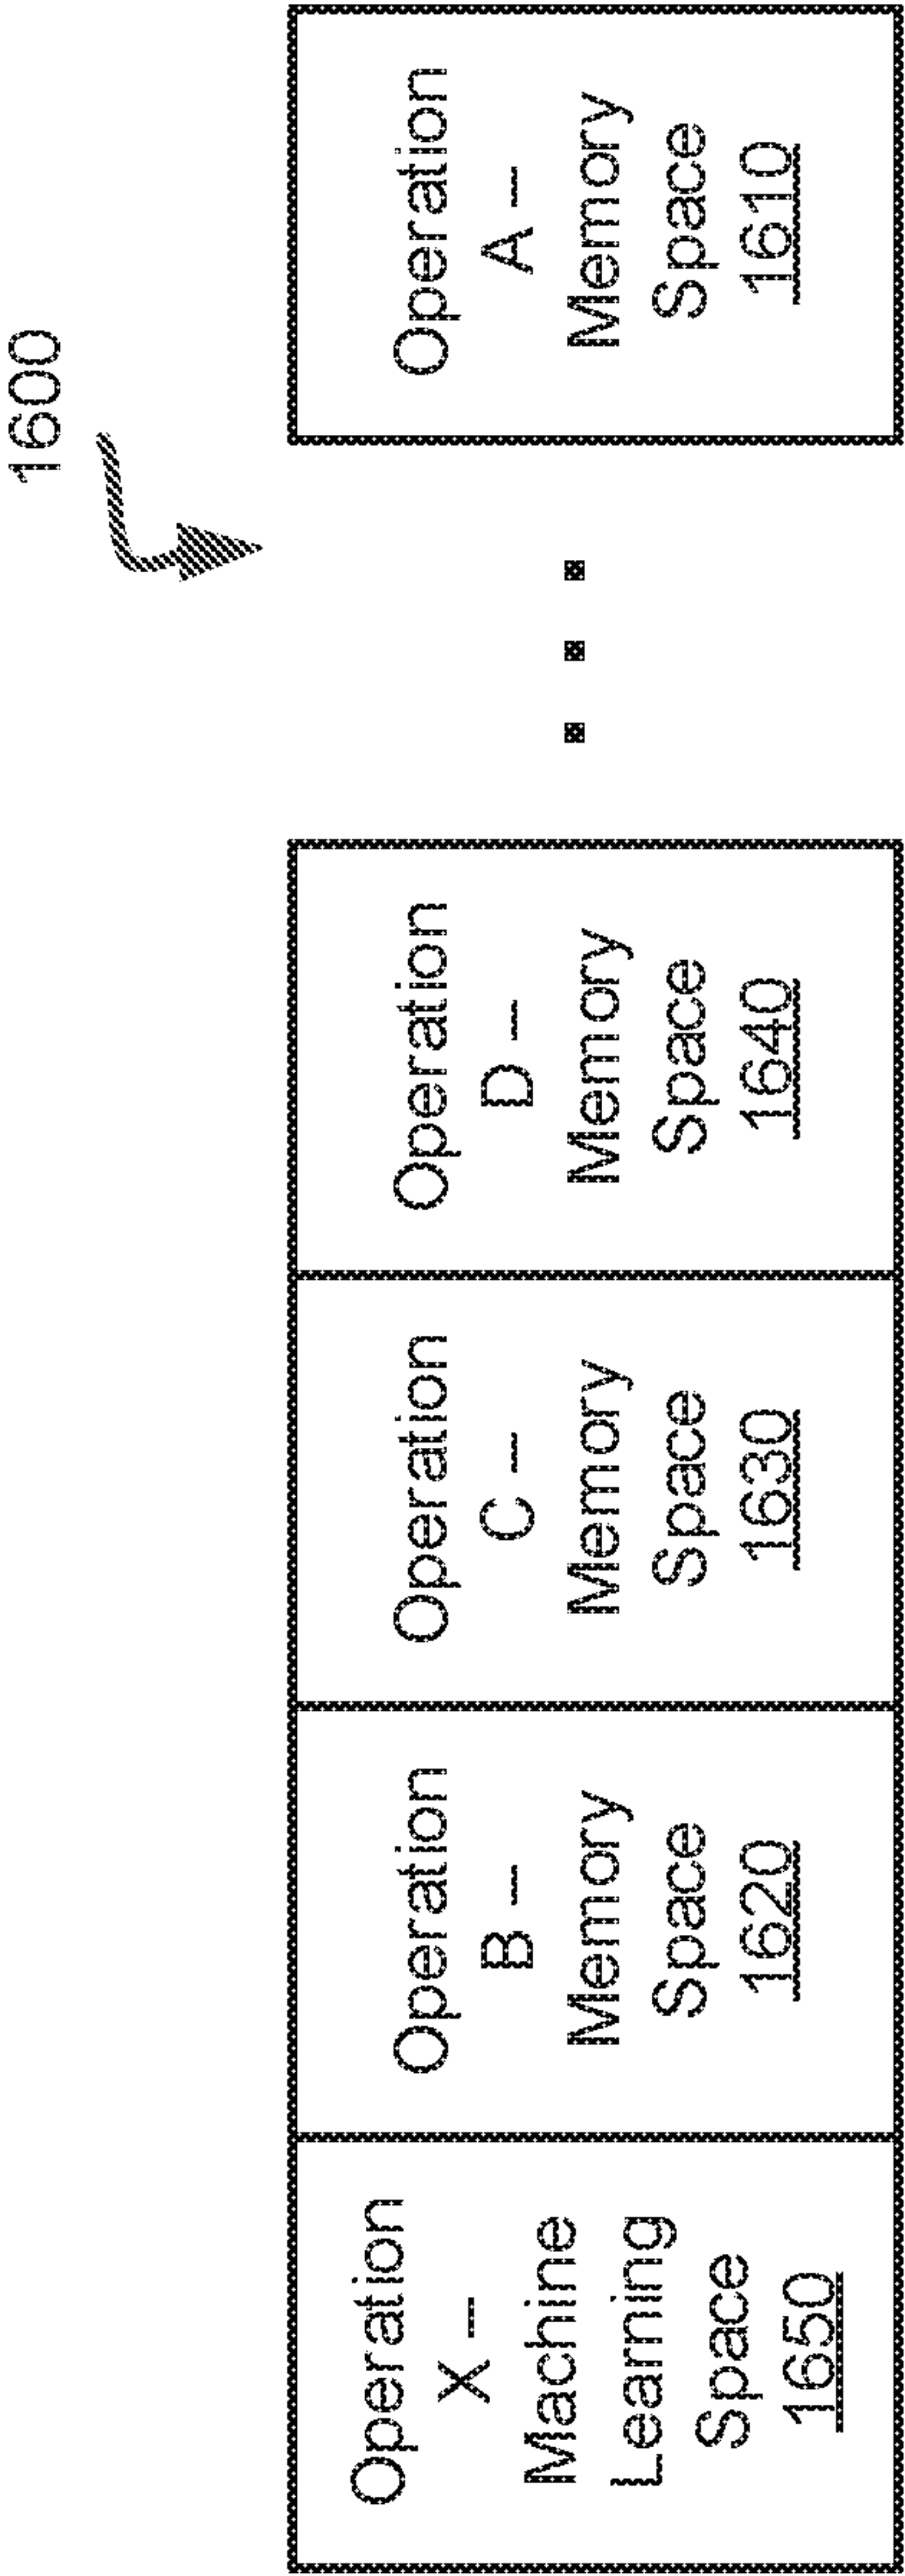 1600
Operation
X –
Machine
Learning
Space
1650
Operation
B –
Memory
Space
1620
Operation
C –
Memory
Space
1630
Operation
D –
Memory
Space
1640
Operation
A –
Memory
Space
1610